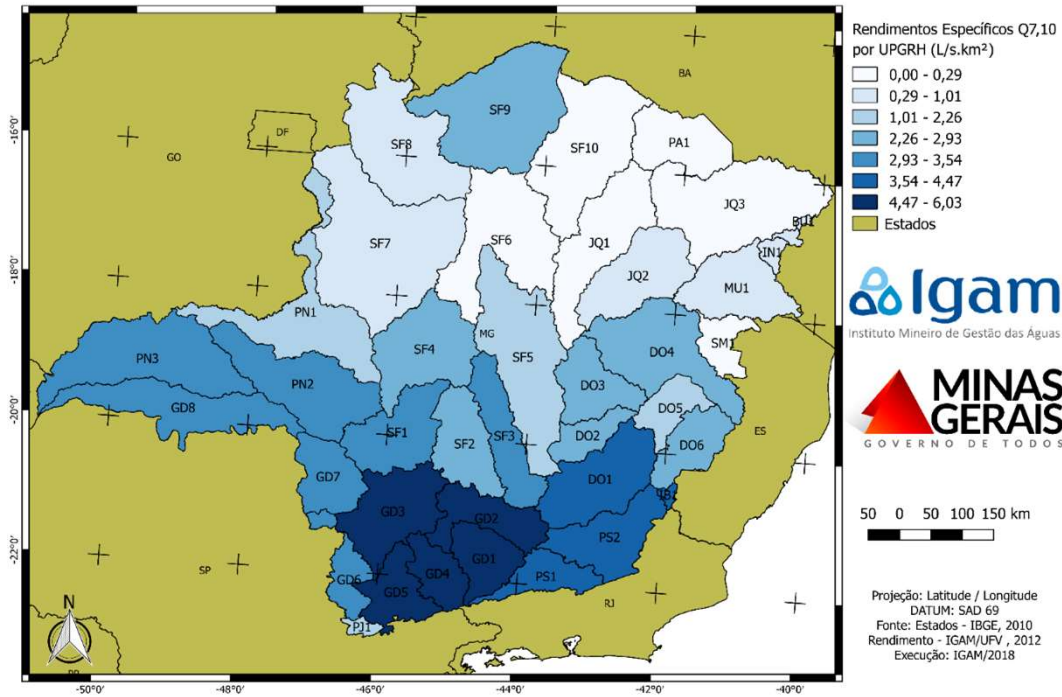 Rendimentos Específicos Q7,10
por UPGRH (L/s.km²)
0,00 - 0,29
0,29 - 1,01
1,01 - 2,26
2,26 - 2,93
2,93 - 3,54
3,54 - 4,47
4,47 - 6,03
Estados
BA
SF9
-16°0'
DF
GO
SF8
SF10
PA1
JQ3
BU1
SF7
SF6
JQ1
IN1
-18°0'
JQ2
MU1
PN1
MG
SF4
SF5
SM1
DO4
PN3
PN2
DO3
GD8
DO5
-20°0'
SF1
SF2
SF3
DO2
DO6
ES
GD7
DO1
IB1
GD3
GD2
PS2
-22°0'
GD1
SP
GD6
GD4
GD5
PS1
RJ
PJ1
N
-50°0'
-48°0'
-46°0'
-44°0'
-42°0'
-40°0'
Igam
Instituto Mineiro de Gestão das Águas
MINAS
GERAIS
GOVERNO DE TODOS
50 0 50 100 150 km
Projeção: Latitude / Longitude
DATUM: SAD 69
Fonte: Estados - IBGE, 2010
Rendimento - IGAM/UFV , 2012
Execução: IGAM/2018